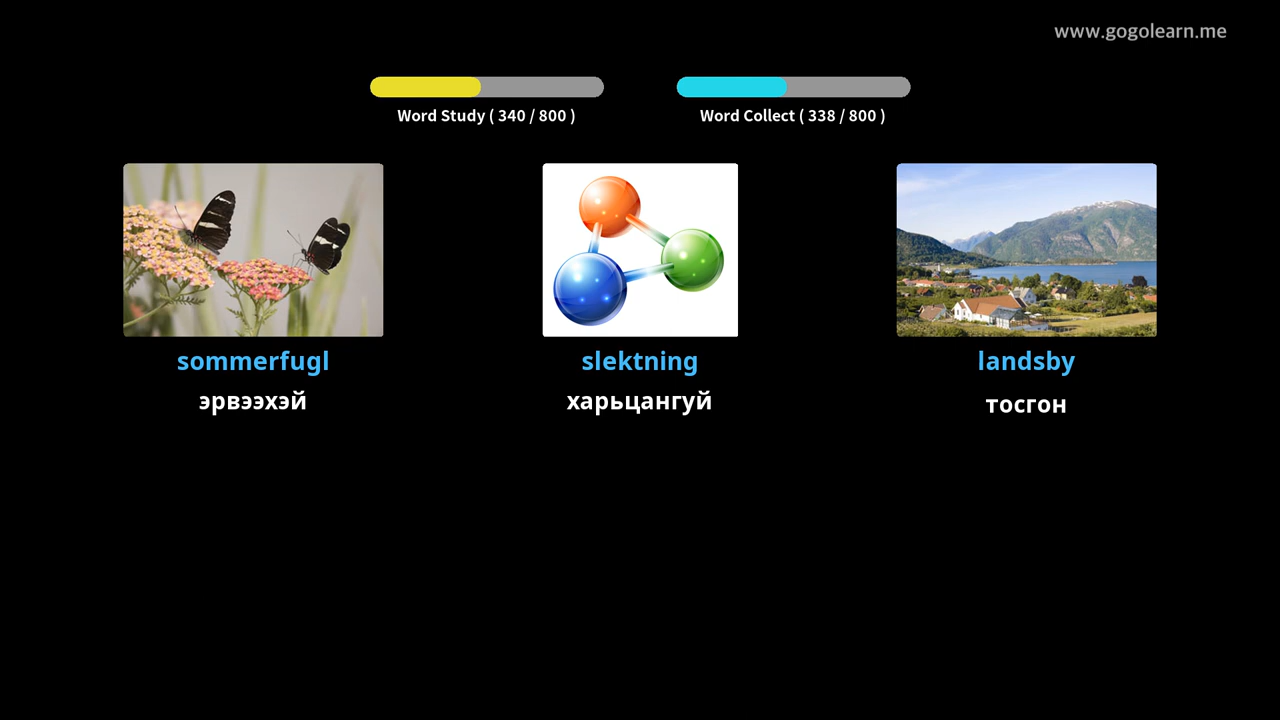 www.gogolearn.me
Word Study ( 340 / 800 )
Word Collect ( 338 / 800 )
sommerfugl
эрвээхэй
slektning
харьцангуй
landsby
тосгон